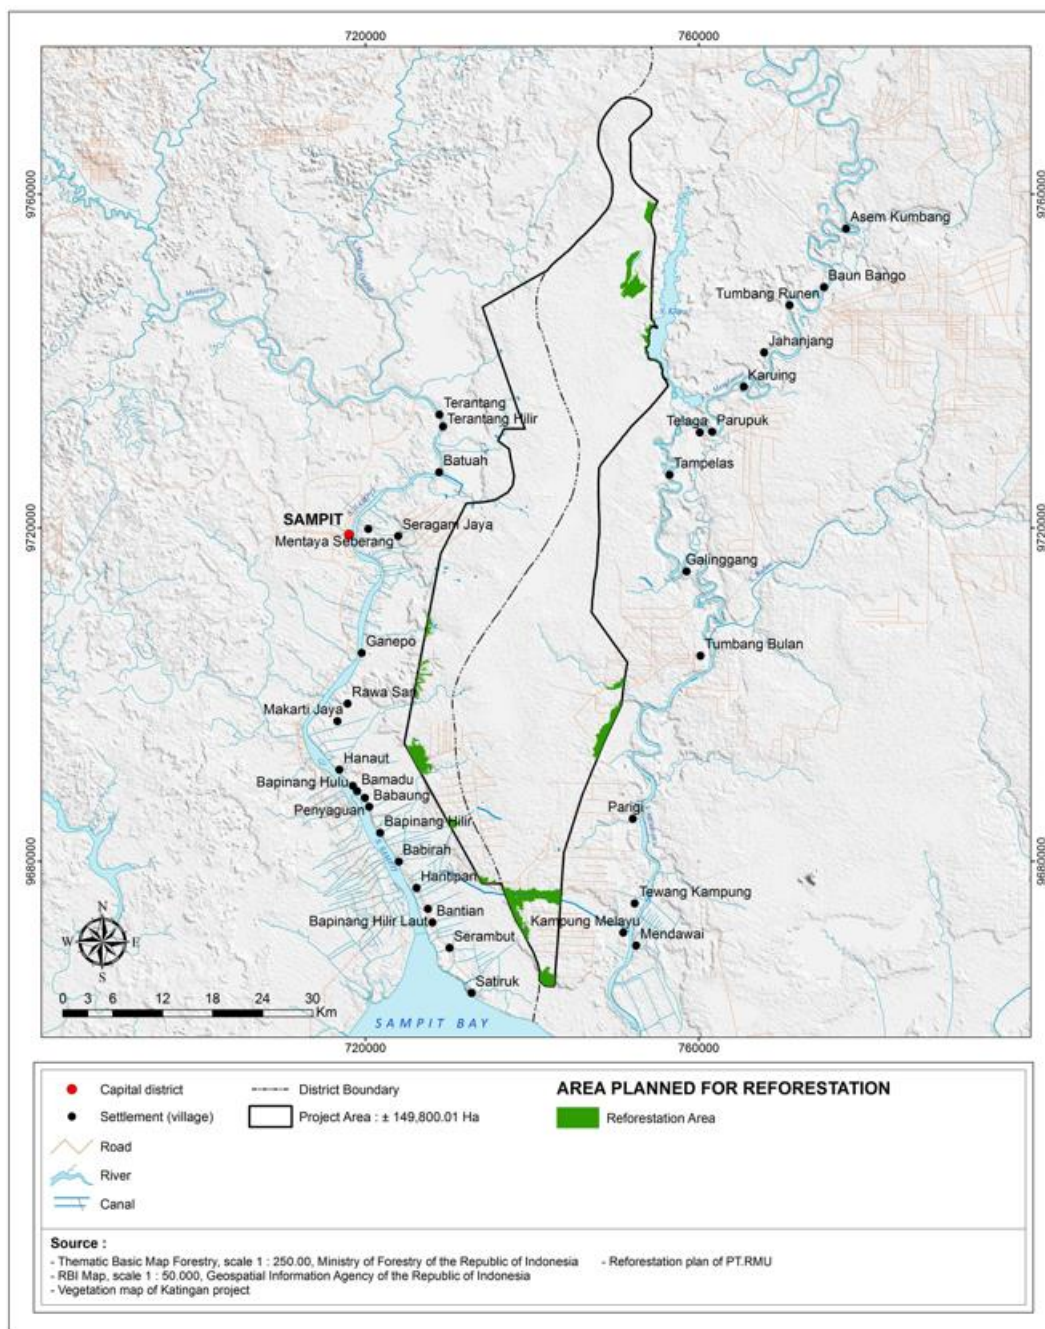 720000
760000
9760000
9760000
Asem Kumbang
Baun Bango
Tumbang Runen
Jahanjang
Karuing
Terantang
Terantang Hilir
Telaga
Parupuk
Batuah
Tampelas
SAMPIT
Seragam Jaya
9720000
9720000
Mentaya Seberang
Galinggang
Ganepo
Tumbang Bulan
Rawa Sari
Makarti Jaya
Hanaut
Bapinang Hulu
Bamadu
Babaung
Penyaguan
Parigi
Bapinang Hilir
9680000
9680000
Babirah
Hantipan
Tewang Kampung
Bantian
Bapinang Hilir Laut
Kampung Melayu
Mendawai
Serambut
N
W
E
S
Satiruk
0 3 6 12 18 24 30
Km
SAMPIT BAY
720000
760000
Capital district
District Boundary
AREA PLANNED FOR REFORESTATION
Settlement (village)
Project Area : ± 149,800.01 Ha
Reforestation Area
Road
River
Canal
Source :
- Thematic Basic Map Forestry, scale 1 : 250.00, Ministry of Forestry of the Republic of Indonesia
- Reforestation plan of PT.RMU
- RBI Map, scale 1 : 50.000, Geospatial Information Agency of the Republic of Indonesia
- Vegetation map of Katingan project